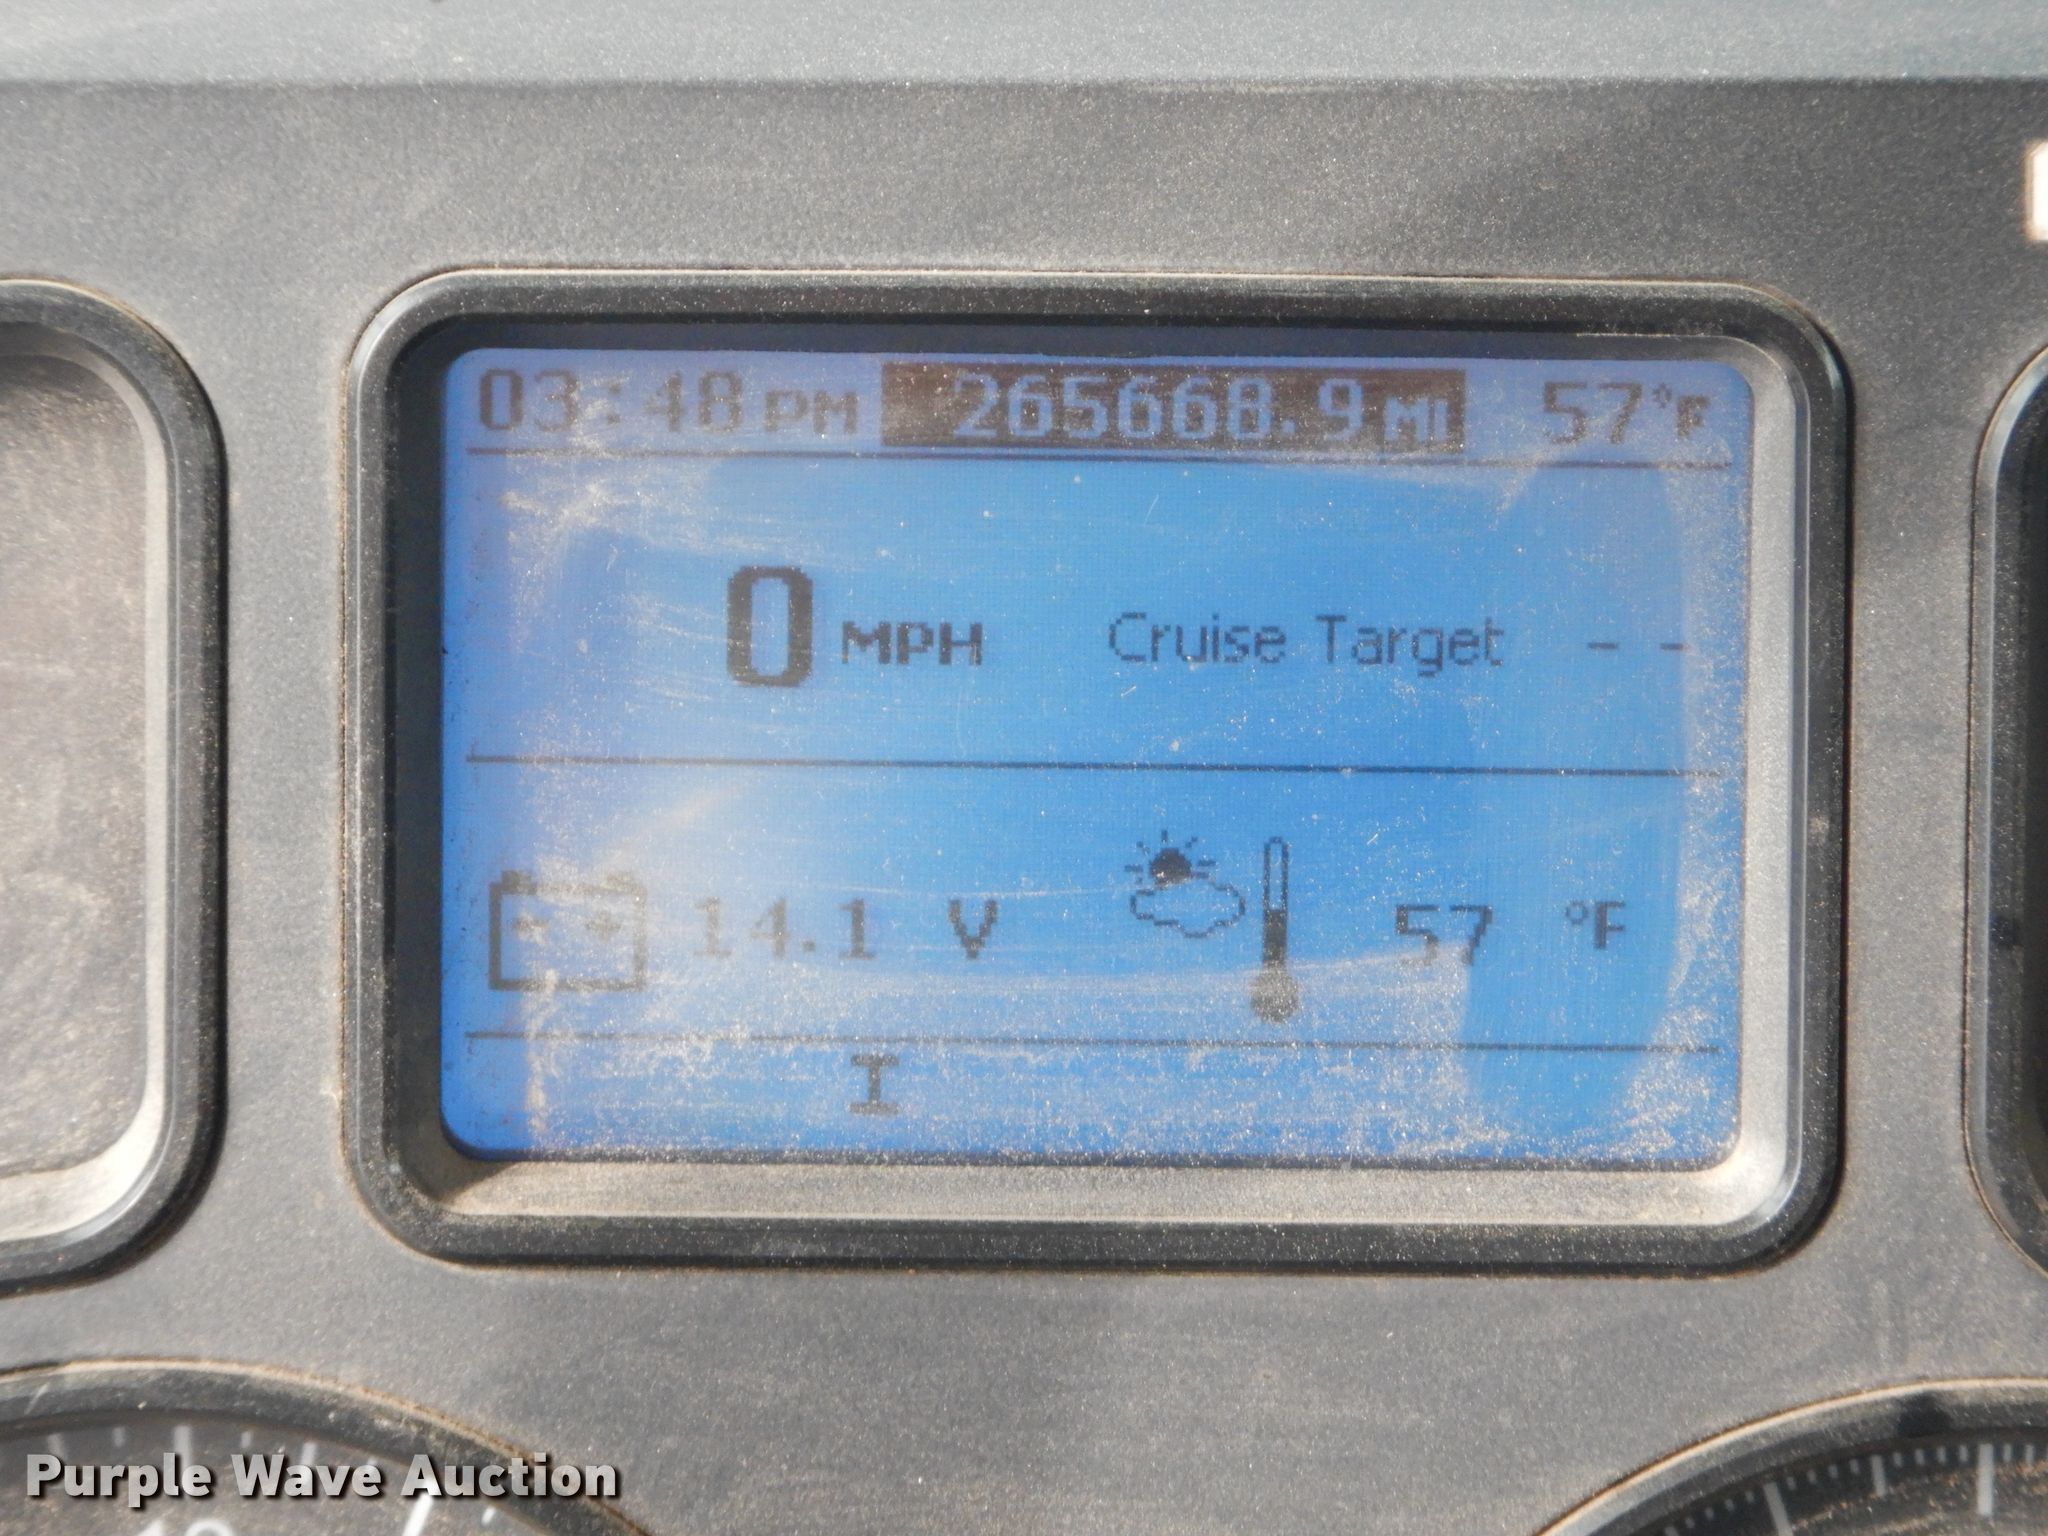 03:48 PM 265668.9 MI 57°F
0 MPH Cruise Target - -
14.1 V 57 °F
I
Purple Wave Auction